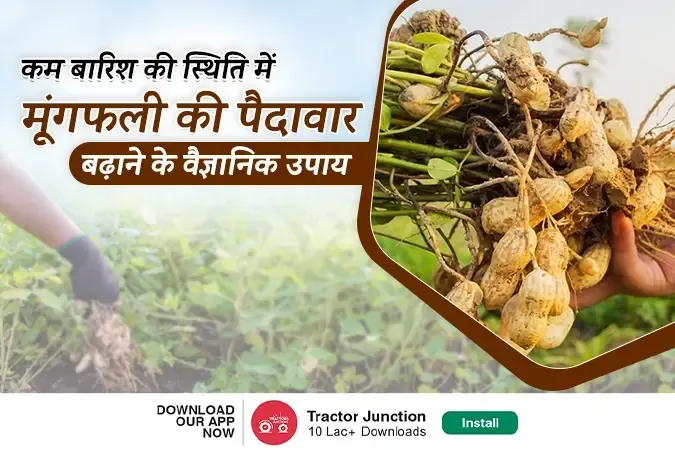 कम बारिश की स्थिति में
मूंगफली की पैदावार
बढ़ाने के वैज्ञानिक उपाय
DOWNLOAD
OUR APP
NOW
Tractor Junction
10 Lac+ Downloads
Install